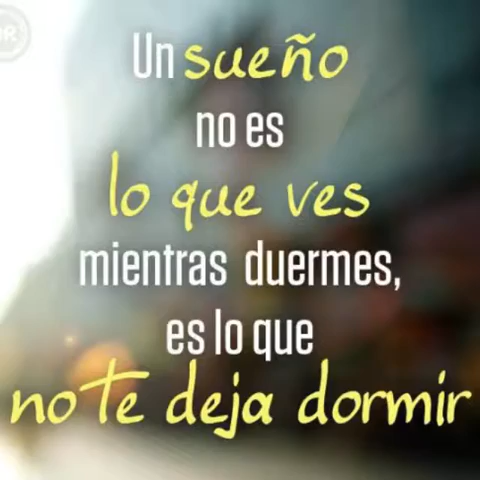 Un sueño
no es
lo que ves
mientras duermes,
es lo que
no te deja dormir